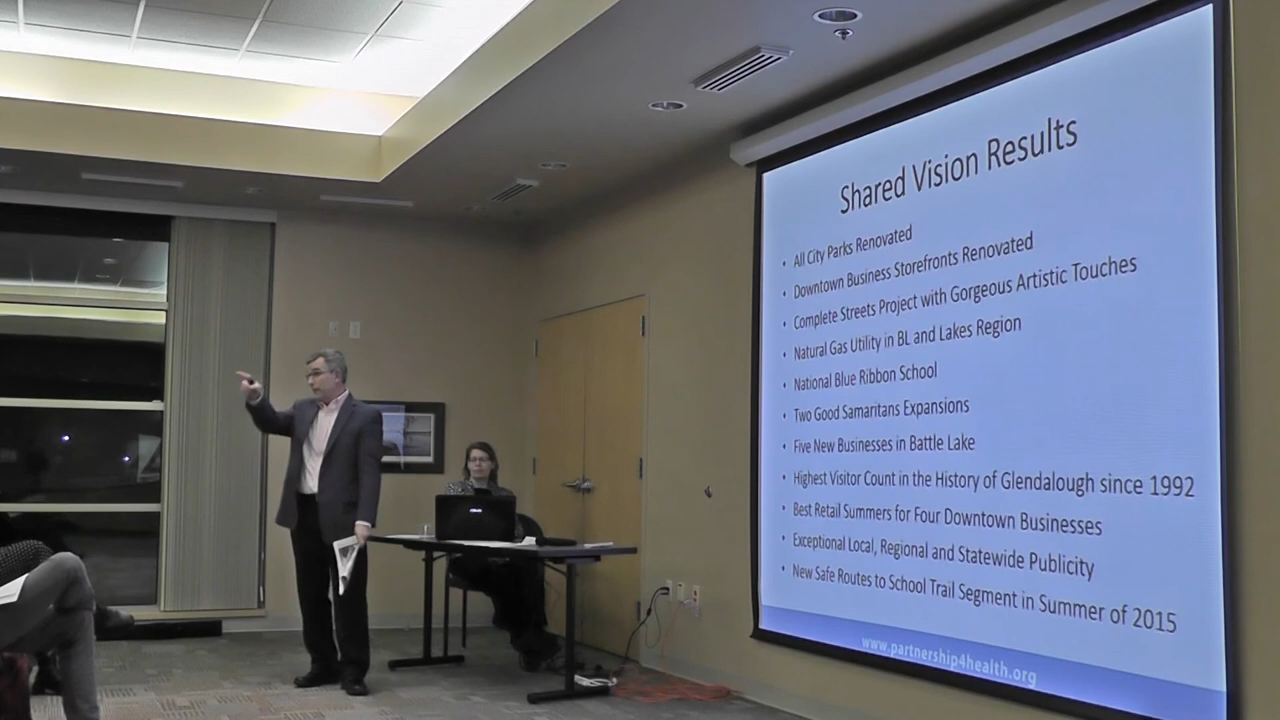 Shared Vision Results
• All City Parks Renovated
• Downtown Business Storefronts Renovated
• Complete Streets Project with Gorgeous Artistic Touches
• Natural Gas Utility in BL and Lakes Region
• National Blue Ribbon School
• Two Good Samaritans Expansions
• Five New Businesses in Battle Lake
• Highest Visitor Count in the History of Glendalough since 1992
• Best Retail Summers for Four Downtown Businesses
• Exceptional Local, Regional and Statewide Publicity
• New Safe Routes to School Trail Segment in Summer of 2015
www.partnership4health.org
ASUS